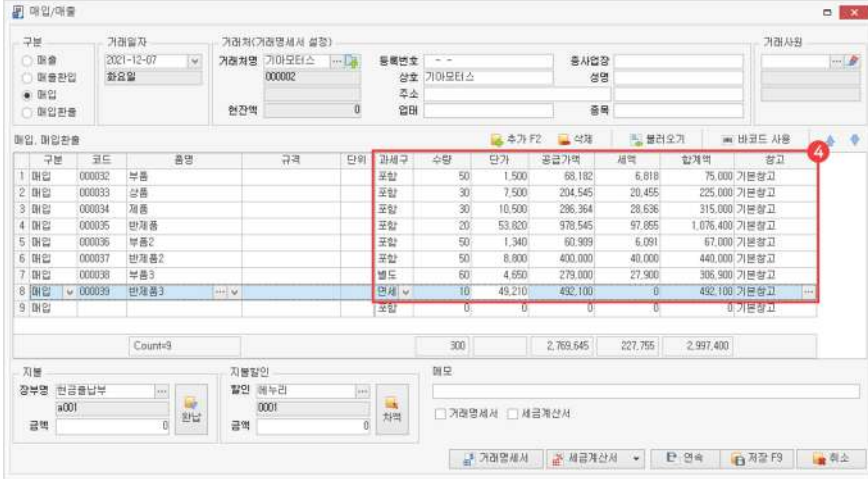 매입/매출
구분 거래일자 거래처(거래명세서 설정) 거래사원
매출 2021-12-07 거래처명 기아모터스 ... 등록번호 - - 종사업장 ...
매출환입 화요일 000002 상호 기아모터스 성명
매입 주소
매입환출 현잔액 0 업태 종목
매입, 매입환출 추가 F2 삭제 불러오기 바코드 사용
4
구분 코드 품명 규격 단위 과세구 수량 단가 공급가액 세액 합계액 창고
1 매입 000032 부품 포함 50 1,500 68,182 6,818 75,000 기본창고
2 매입 000033 상품 포함 30 7,500 204,545 20,455 225,000 기본창고
3 매입 000034 제품 포함 30 10,500 286,364 28,636 315,000 기본창고
4 매입 000035 반제품 포함 20 53,820 978,545 97,855 1,076,400 기본창고
5 매입 000036 부품2 포함 50 1,340 60,909 6,091 67,000 기본창고
6 매입 000037 반제품2 포함 50 8,800 400,000 40,000 440,000 기본창고
7 매입 000038 부품3 별도 60 4,650 279,000 27,900 306,900 기본창고
8 매입 000039 반제품3 ... 면세 10 49,210 492,100 0 492,100 기본창고 ...
9 매입 포함 0 0 0 0 0 기본창고
Count=9 300 2,769,645 227,755 2,997,400
지불 지불할인 메모
장부명 현금출납부 ... 완납 할인 에누리 ... 차액
a001 0001 거래명세서 세금계산서
금액 0 금액 0
거래명세서 세금계산서 연속 저장 F9 취소